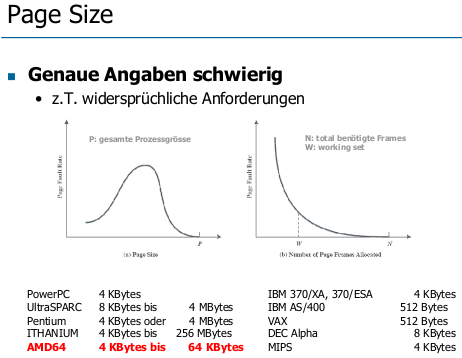 Page Size
Genaue Angaben schwierig
• z.T. widersprüchliche Anforderungen
P: gesamte Prozessgrösse
Page Fault Rate
P
(a) Page Size
N: total benötigte Frames
W: working set
Page Fault Rate
W
N
(b) Number of Page Frames Allocated
PowerPC 4 KBytes
UltraSPARC 8 KBytes bis 4 MBytes
Pentium 4 KBytes oder 4 MBytes
ITHANIUM 4 KBytes bis 256 MBytes
AMD64 4 KBytes bis 64 KBytes
IBM 370/XA, 370/ESA 4 KBytes
IBM AS/400 512 Bytes
VAX 512 Bytes
DEC Alpha 8 KBytes
MIPS 4 KBytes